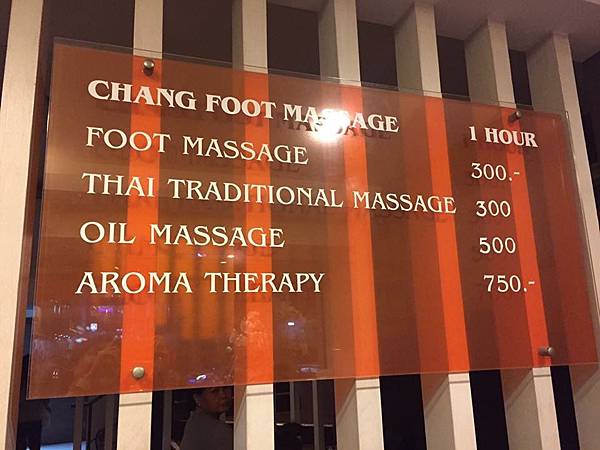 CHANG FOOT MASSAGE 1 HOUR
FOOT MASSAGE 300.-
THAI TRADITIONAL MASSAGE 300
OIL MASSAGE 500
AROMA THERAPY 750.-